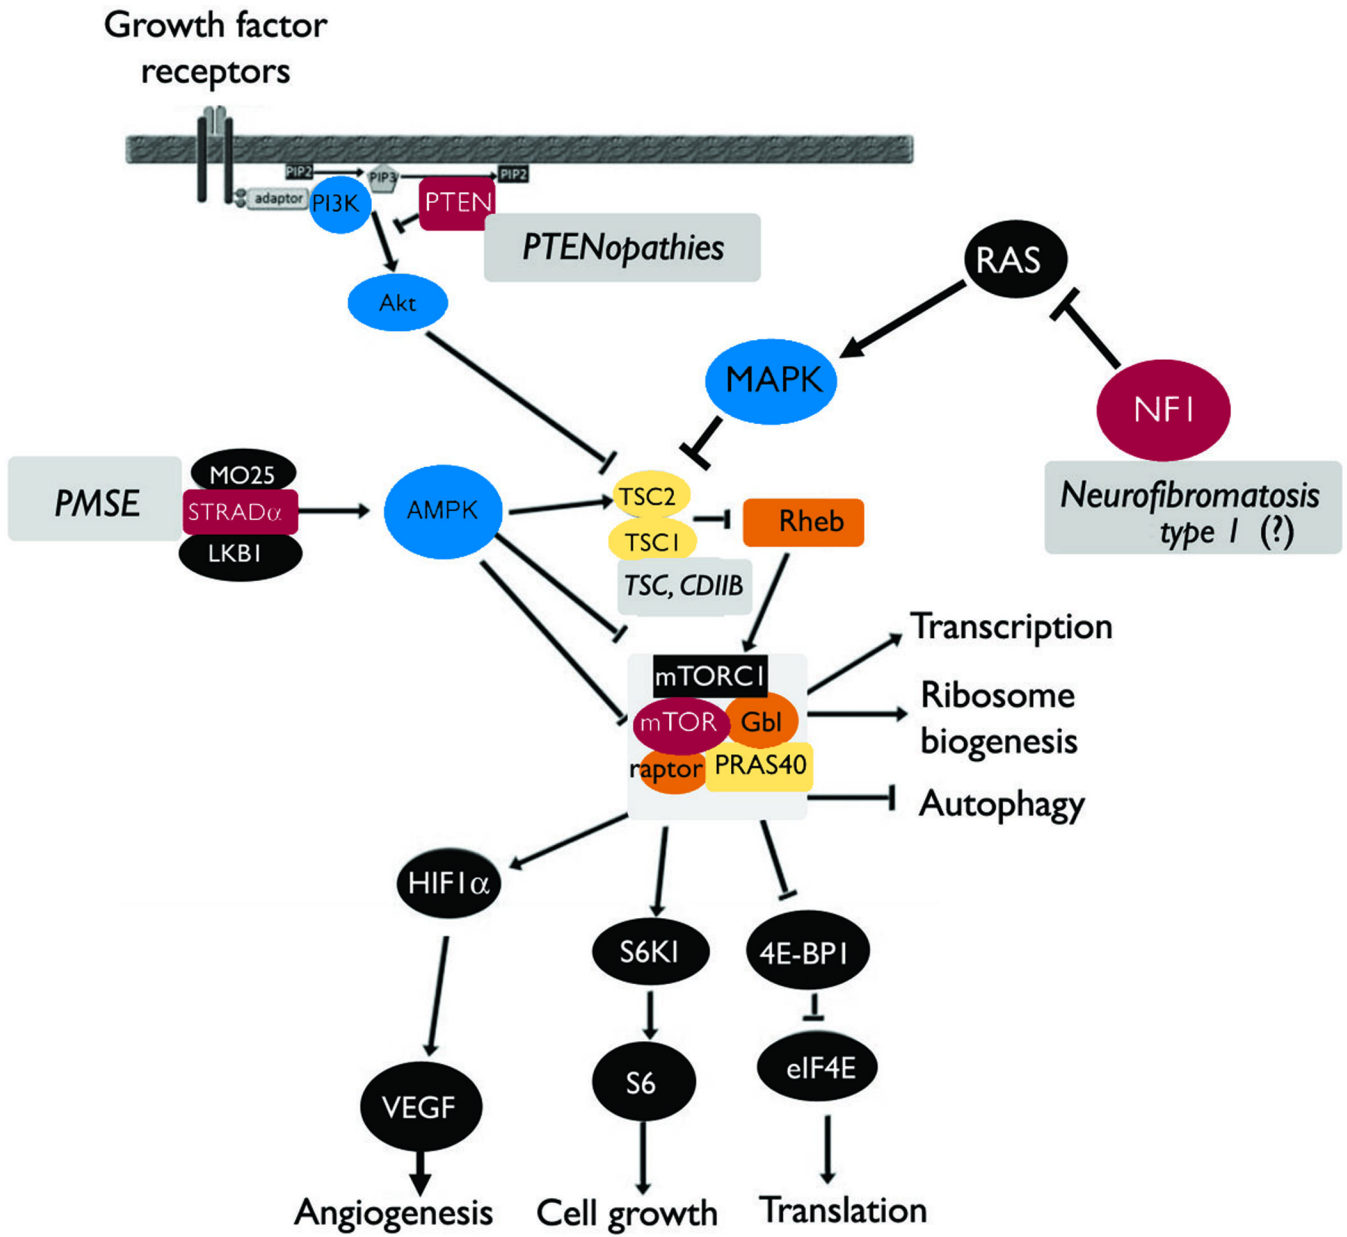 Growth factor
receptors
PIP2
PIP3
PIP2
adaptor
PI3K
PTEN
PTENopathies
Akt
RAS
MAPK
NF1
Neurofibromatosis
type 1 (?)
PMSE
MO25
STRADα
LKB1
AMPK
TSC2
TSC1
TSC, CDIIB
Rheb
mTORC1
mTOR
Gbl
raptor
PRAS40
Transcription
Ribosome
biogenesis
Autophagy
HIF1α
S6K1
4E-BP1
VEGF
S6
eIF4E
Angiogenesis
Cell growth
Translation